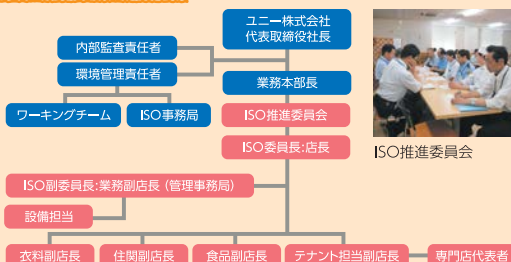 ユニー株式会社
代表取締役社長
内部監査責任者
環境管理責任者
業務本部長
ワーキングチーム
ISO事務局
ISO推進委員会
ISO委員長:店長
ISO推進委員会
ISO副委員長:業務副店長（管理事務局）
設備担当
衣料副店長
住関副店長
食品副店長
テナント担当副店長
専門店代表者